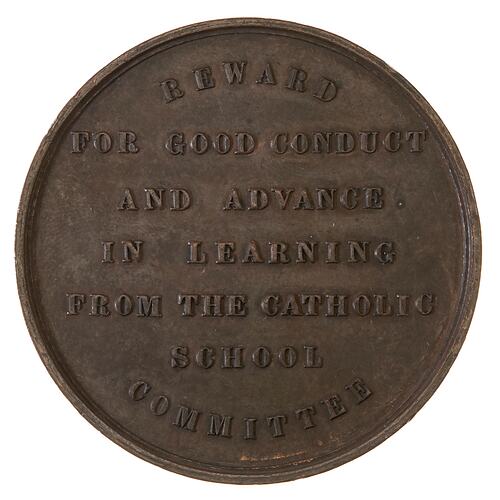 REWARD
FOR GOOD CONDUCT
AND ADVANCE
IN LEARNING
FROM THE CATHOLIC
SCHOOL
COMMITTEE